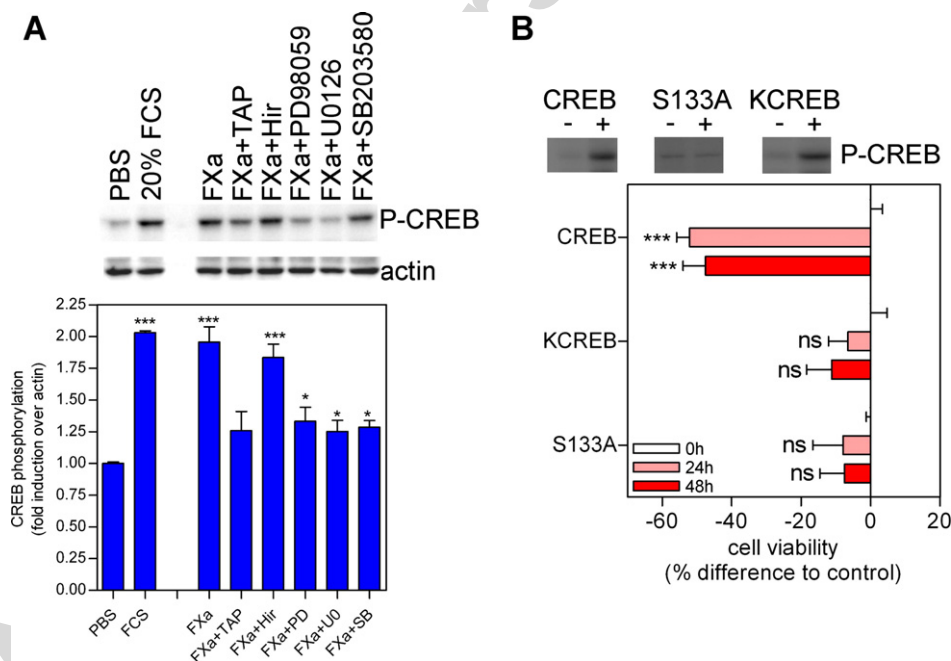 A
PBS
20% FCS
FXa
FXa+TAP
FXa+Hir
FXa+PD98059
FXa+U0126
FXa+SB203580
P-CREB
actin
2.25
2.00
1.75
1.50
1.25
1.00
0.75
0.50
0.25
0.00
CREB phosphorylation
(fold induction over actin)
***
***
***
*
*
*
PBS
FCS
FXa
FXa+TAP
FXa+Hir
FXa+PD
FXa+U0
FXa+SB
B
CREB S133A KCREB
- + - + - +
P-CREB
CREB
***
***
KCREB
ns
ns
S133A
ns
ns
0h
24h
48h
-60 -40 -20 0 20
cell viability
(% difference to control)